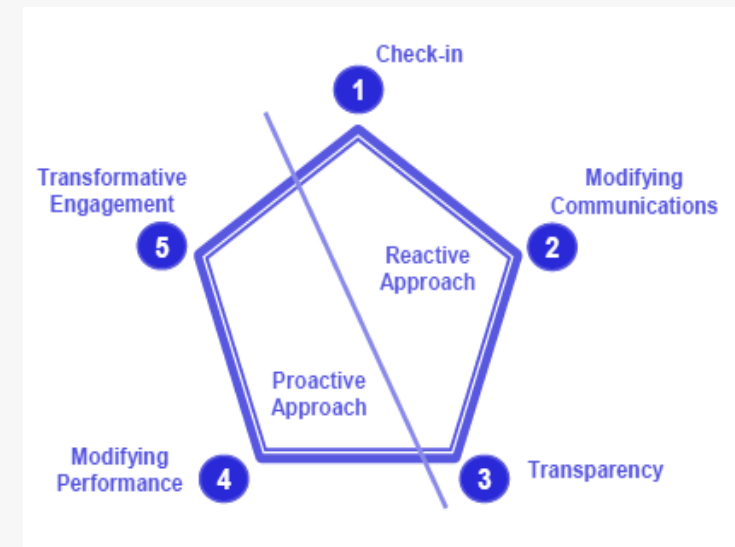 Check-in
1
Transformative
Engagement
5
Modifying
Communications
2
Reactive
Approach
Proactive
Approach
Modifying
Performance
4
3
Transparency